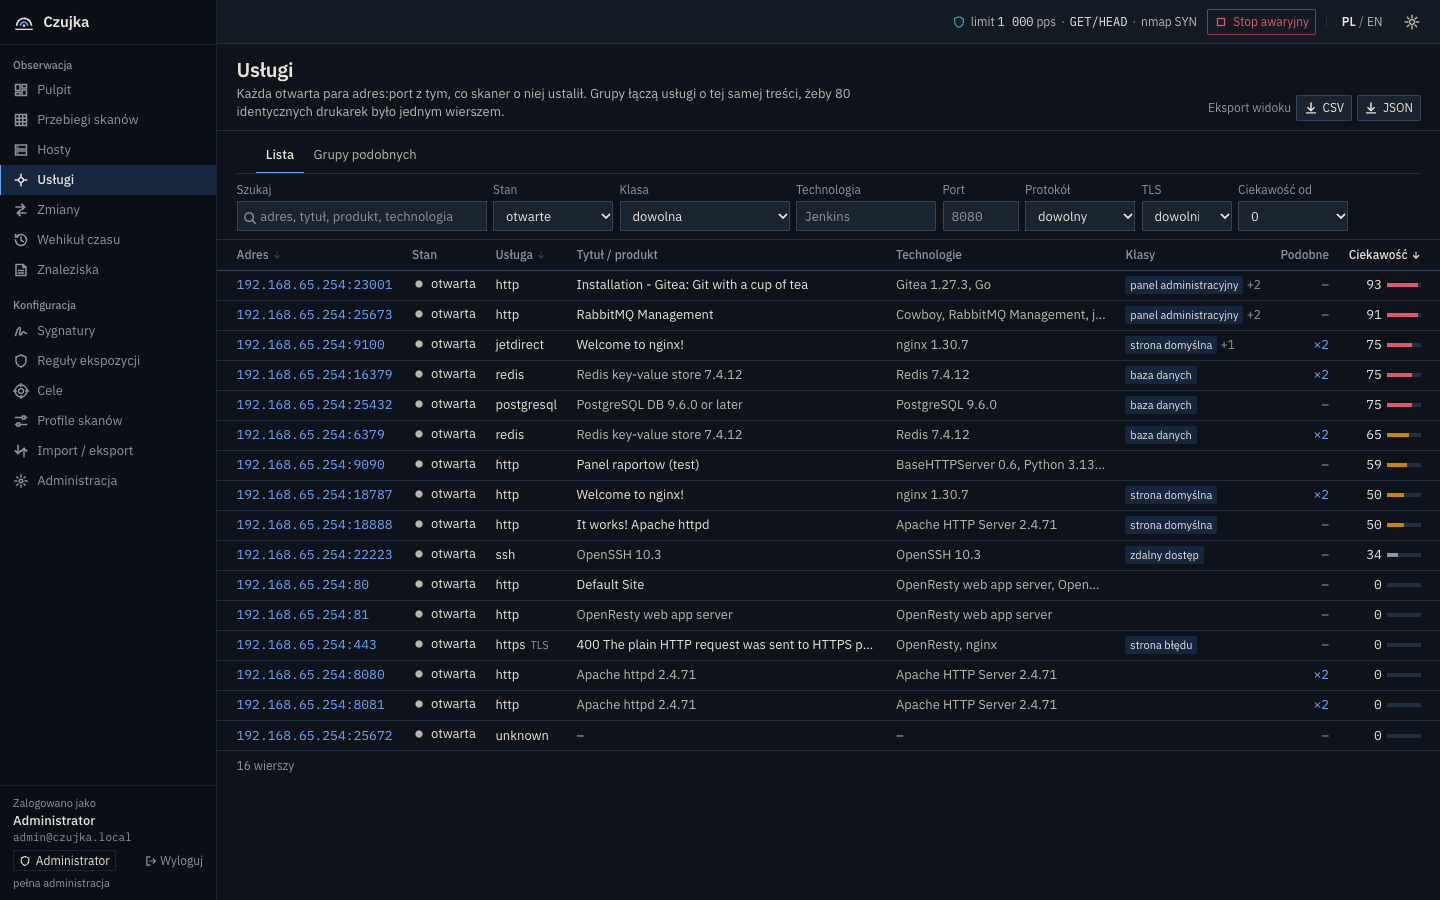 Czujka
limit 1 000 pps · GET/HEAD · nmap SYN
Stop awaryjny
PL / EN
Obserwacja
Pulpit
Przebiegi skanów
Hosty
Usługi
Zmiany
Wehikuł czasu
Znaleziska
Konfiguracja
Sygnatury
Reguły ekspozycji
Cele
Profile skanów
Import / eksport
Administracja
Zalogowano jako
Administrator
admin@czujka.local
Administrator
Wyloguj
pełna administracja
Usługi
Każda otwarta para adres:port z tym, co skaner o niej ustalił. Grupy łączą usługi o tej samej treści, żeby 80
identycznych drukarek było jednym wierszem.
Eksport widoku
CSV
JSON
Lista
Grupy podobnych
Szukaj Stan Klasa Technologia Port Protokół TLS Ciekawość od
adres, tytuł, produkt, technologia otwarte dowolna Jenkins 8080 dowolny dowolni 0
Adres ↓ Stan Usługa ↓ Tytuł / produkt Technologie Klasy Podobne Ciekawość ↓
192.168.65.254:23001 otwarta http Installation - Gitea: Git with a cup of tea Gitea 1.27.3, Go panel administracyjny +2 – 93
192.168.65.254:25673 otwarta http RabbitMQ Management Cowboy, RabbitMQ Management, j… panel administracyjny +2 – 91
192.168.65.254:9100 otwarta jetdirect Welcome to nginx! nginx 1.30.7 strona domyślna +1 ×2 75
192.168.65.254:16379 otwarta redis Redis key-value store 7.4.12 Redis 7.4.12 baza danych ×2 75
192.168.65.254:25432 otwarta postgresql PostgreSQL DB 9.6.0 or later PostgreSQL 9.6.0 baza danych – 75
192.168.65.254:6379 otwarta redis Redis key-value store 7.4.12 Redis 7.4.12 baza danych ×2 65
192.168.65.254:9090 otwarta http Panel raportow (test) BaseHTTPServer 0.6, Python 3.13… – 59
192.168.65.254:18787 otwarta http Welcome to nginx! nginx 1.30.7 strona domyślna ×2 50
192.168.65.254:18888 otwarta http It works! Apache httpd Apache HTTP Server 2.4.71 strona domyślna – 50
192.168.65.254:22223 otwarta ssh OpenSSH 10.3 OpenSSH 10.3 zdalny dostęp – 34
192.168.65.254:80 otwarta http Default Site OpenResty web app server, Open… – 0
192.168.65.254:81 otwarta http OpenResty web app server OpenResty web app server – 0
192.168.65.254:443 otwarta https TLS 400 The plain HTTP request was sent to HTTPS p… OpenResty, nginx strona błędu – 0
192.168.65.254:8080 otwarta http Apache httpd 2.4.71 Apache HTTP Server 2.4.71 ×2 0
192.168.65.254:8081 otwarta http Apache httpd 2.4.71 Apache HTTP Server 2.4.71 ×2 0
192.168.65.254:25672 otwarta unknown – – – 0
16 wierszy